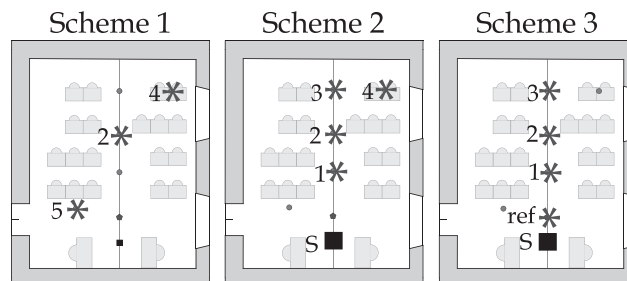 Scheme 1 Scheme 2 Scheme 3
4 3 4 3
2 2 2
1 1
5 ref
S S